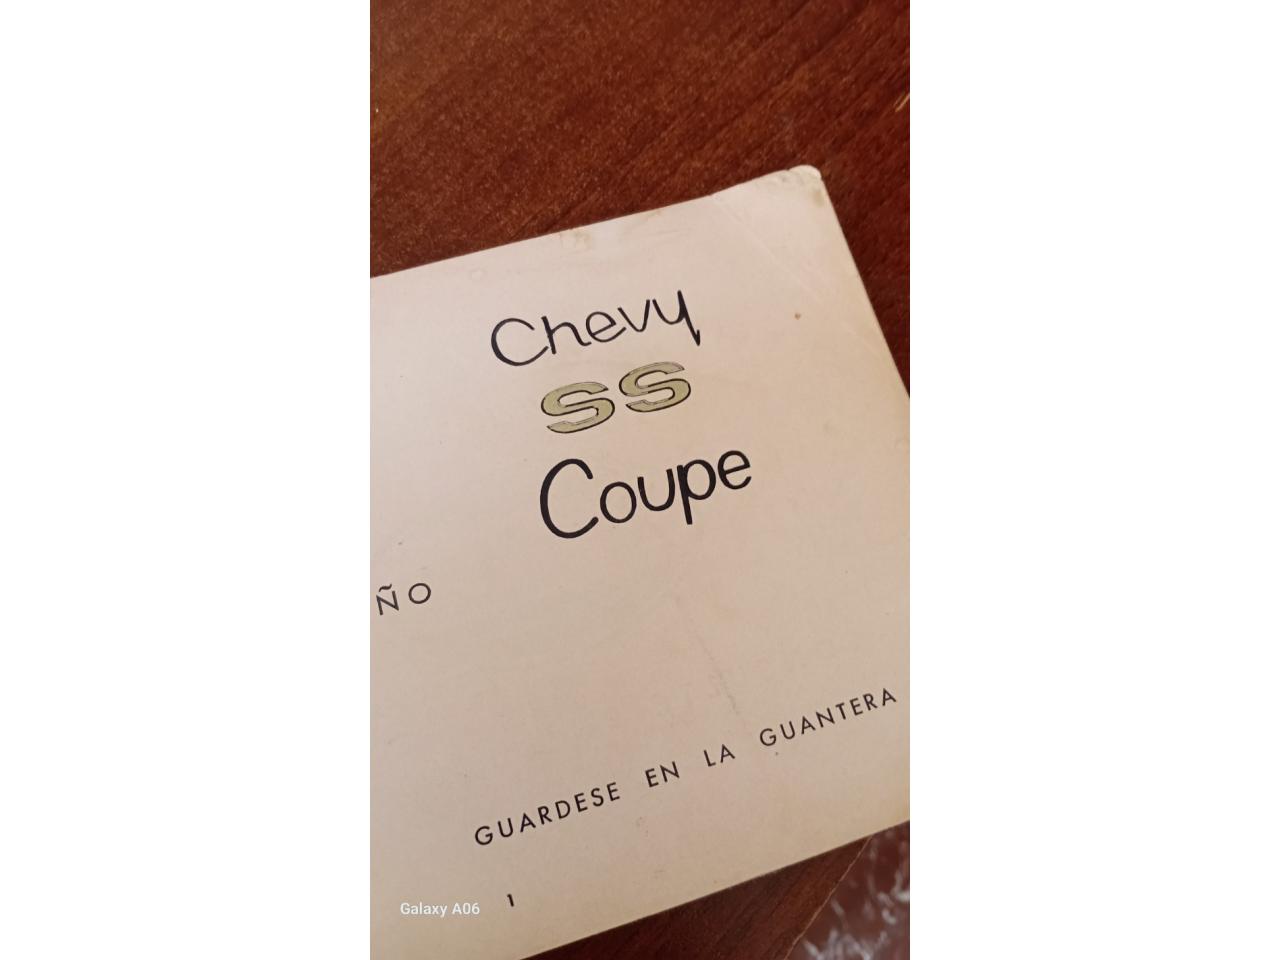 Chevy
SS
Coupe
ÑO
GUARDESE EN LA GUANTERA
1
Galaxy A06